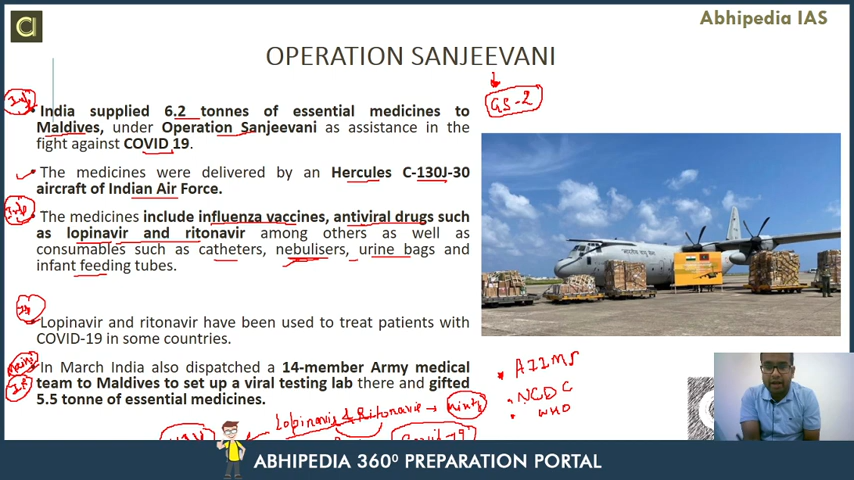 Abhipedia IAS
OPERATION SANJEEVANI
GS-2
India supplied 6.2 tonnes of essential medicines to
Maldives, under Operation Sanjeevani as assistance in the
fight against COVID 19.
The medicines were delivered by an Hercules C-130J-30
aircraft of Indian Air Force.
The medicines include influenza vaccines, antiviral drugs such
as lopinavir and ritonavir among others as well as
consumables such as catheters, nebulisers, urine bags and
infant feeding tubes.
भारतीय वायु सेना
Lopinavir and ritonavir have been used to treat patients with
COVID-19 in some countries.
In March India also dispatched a 14-member Army medical
team to Maldives to set up a viral testing lab there and gifted
5.5 tonne of essential medicines.
AIIMS
NCDC
WHO
Lopinavir & Ritonavir
Covid-19
ABHIPEDIA 360⁰ PREPARATION PORTAL